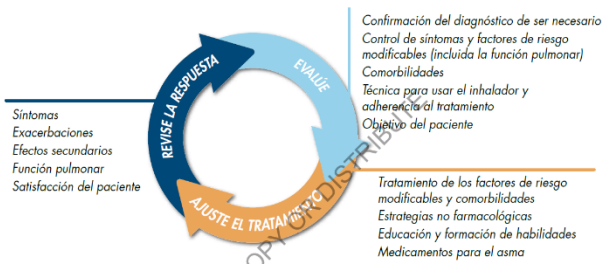 Confirmación del diagnóstico de ser necesario
Control de síntomas y factores de riesgo
modificables (incluida la función pulmonar)
Comorbilidades
Técnica para usar el inhalador y
adherencia al tratamiento
Objetivo del paciente
EVALÚE
REVISE LA RESPUESTA
Síntomas
Exacerbaciones
Efectos secundarios
Función pulmonar
Satisfacción del paciente
AJUSTE EL TRATAMIENTO
Tratamiento de los factores de riesgo
modificables y comorbilidades
Estrategias no farmacológicas
Educación y formación de habilidades
Medicamentos para el asma
OPY OR DISTRIBUTE